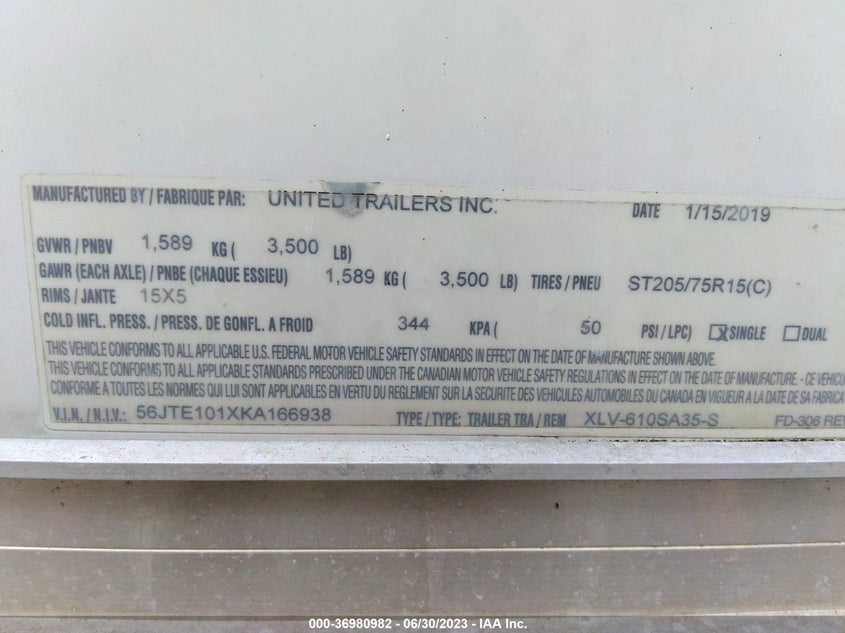 MANUFACTURED BY / FABRIQUE PAR: UNITED TRAILERS INC. DATE 1/15/2019
GVWR / PNBV 1,589 KG ( 3,500 LB)
GAWR (EACH AXLE) / PNBE (CHAQUE ESSIEU) 1,589 KG ( 3,500 LB) TIRES / PNEU ST205/75R15(C)
RIMS / JANTE 15X5
COLD INFL. PRESS. / PRESS. DE GONFL. A FROID 344 KPA ( 50 PSI / LPC) X SINGLE DUAL
THIS VEHICLE CONFORMS TO ALL APPLICABLE U.S. FEDERAL MOTOR VEHICLE SAFETY STANDARDS IN EFFECT ON THE DATE OF MANUFACTURE SHOWN ABOVE.
THIS VEHICLE CONFORMS TO ALL APPLICABLE STANDARDS PRESCRIBED UNDER THE CANADIAN MOTOR VEHICLE SAFETY REGULATIONS IN EFFECT ON THE DATE OF MANUFACTURE - CE VEHICU
CONFORME A TOUTES LES NORMES QUI LUI SONT APPLICABLES EN VERTU DU REGLEMENT SUR LA SECURITE DES VEHICULES AUTOMOBILES DU CANADA EN VIGUEUR A LA DATE DE SA FABRICA
V.I.N. / N.I.V.: 56JTE101XKA166938 TYPE / TYPE: TRAILER TRA / REM XLV-610SA35-S FD-306 REV
000-36980982 - 06/30/2023 - IAA Inc.